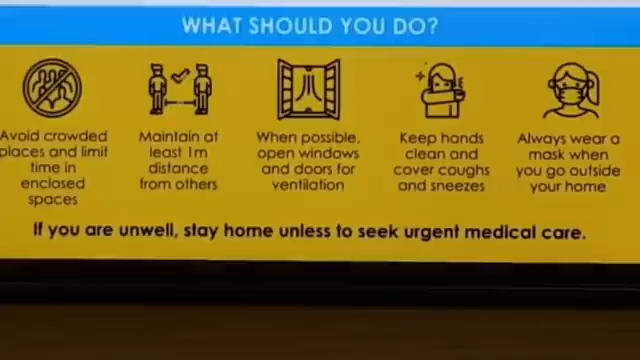 WHAT SHOULD YOU DO?
Avoid crowded
places and limit
time in
enclosed
spaces
Maintain at
least 1m
distance
from others
When possible,
open windows
and doors for
ventilation
Keep hands
clean and
cover coughs
and sneezes
Always wear a
mask when
you go outside
your home
If you are unwell, stay home unless to seek urgent medical care.